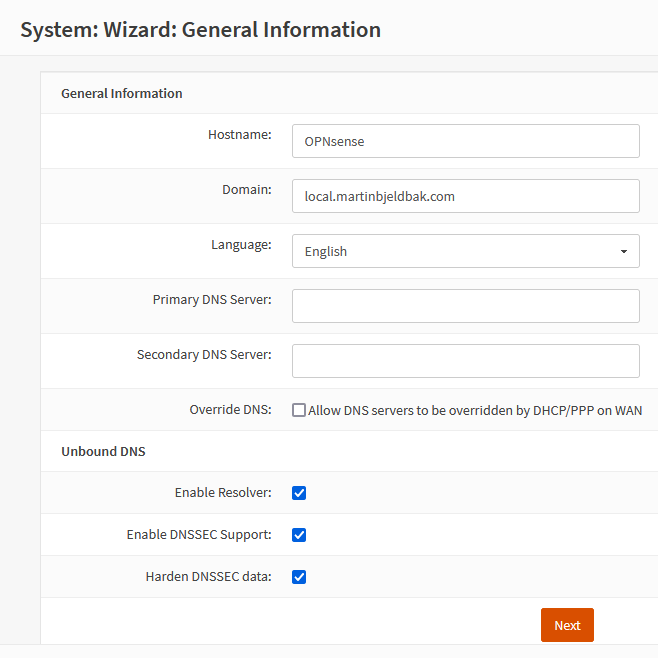 System: Wizard: General Information
General Information
Hostname: OPNsense
Domain: local.martinbjeldbak.com
Language: English
Primary DNS Server:
Secondary DNS Server:
Override DNS: Allow DNS servers to be overridden by DHCP/PPP on WAN
Unbound DNS
Enable Resolver:
Enable DNSSEC Support:
Harden DNSSEC data:
Next